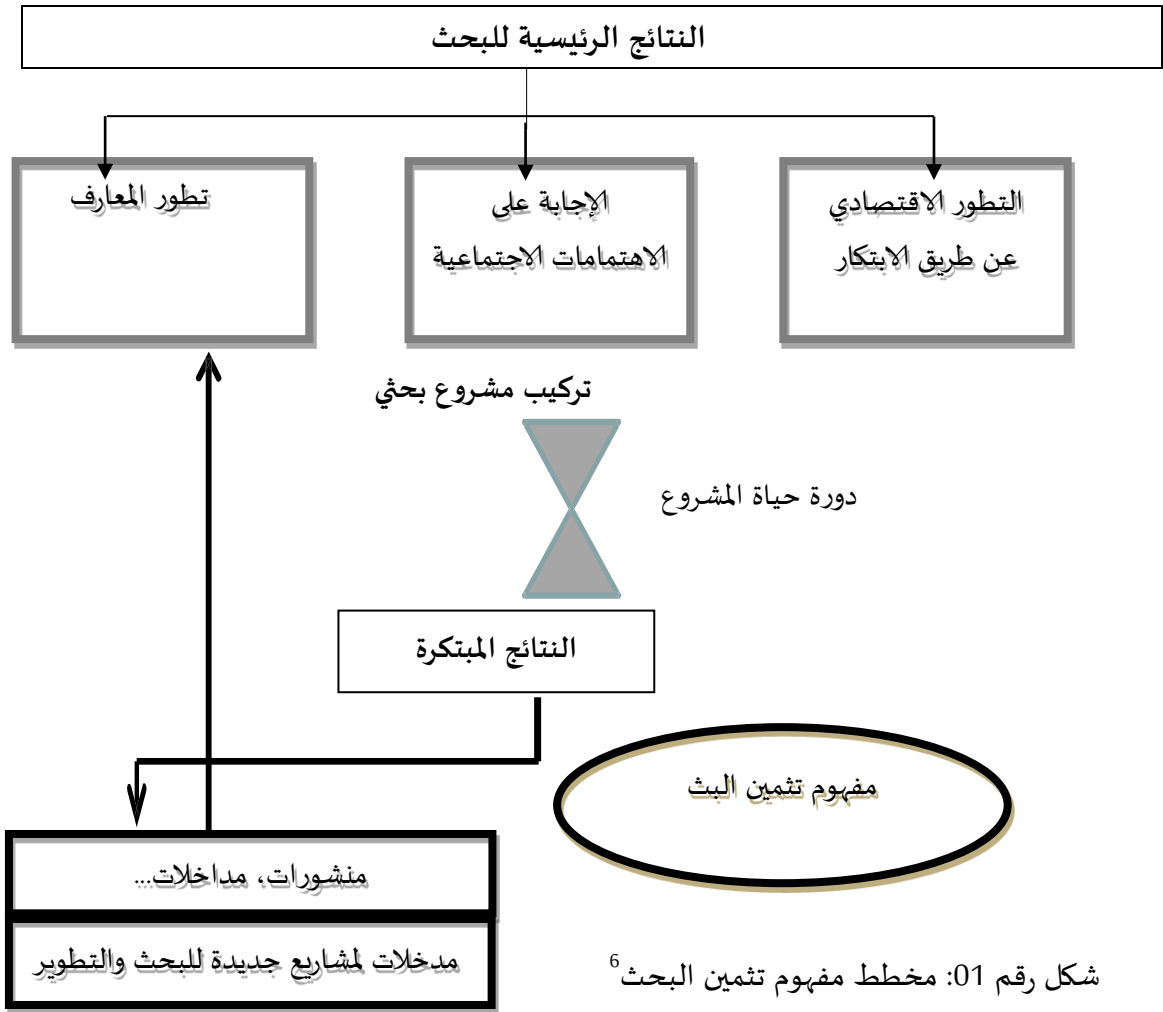 النتائج الرئيسية للبحث
التطور الاقتصادي
عن طريق الابتكار
الإجابة على
الاهتمامات الاجتماعية
تطور المعارف
تركيب مشروع بحثي
دورة حياة المشروع
النتائج المبتكرة
مفهوم تثمين البث
منشورات، مداخلات...
مدخلات لمشاريع جديدة للبحث والتطوير
شكل رقم 01: مخطط مفهوم تثمين البحث6